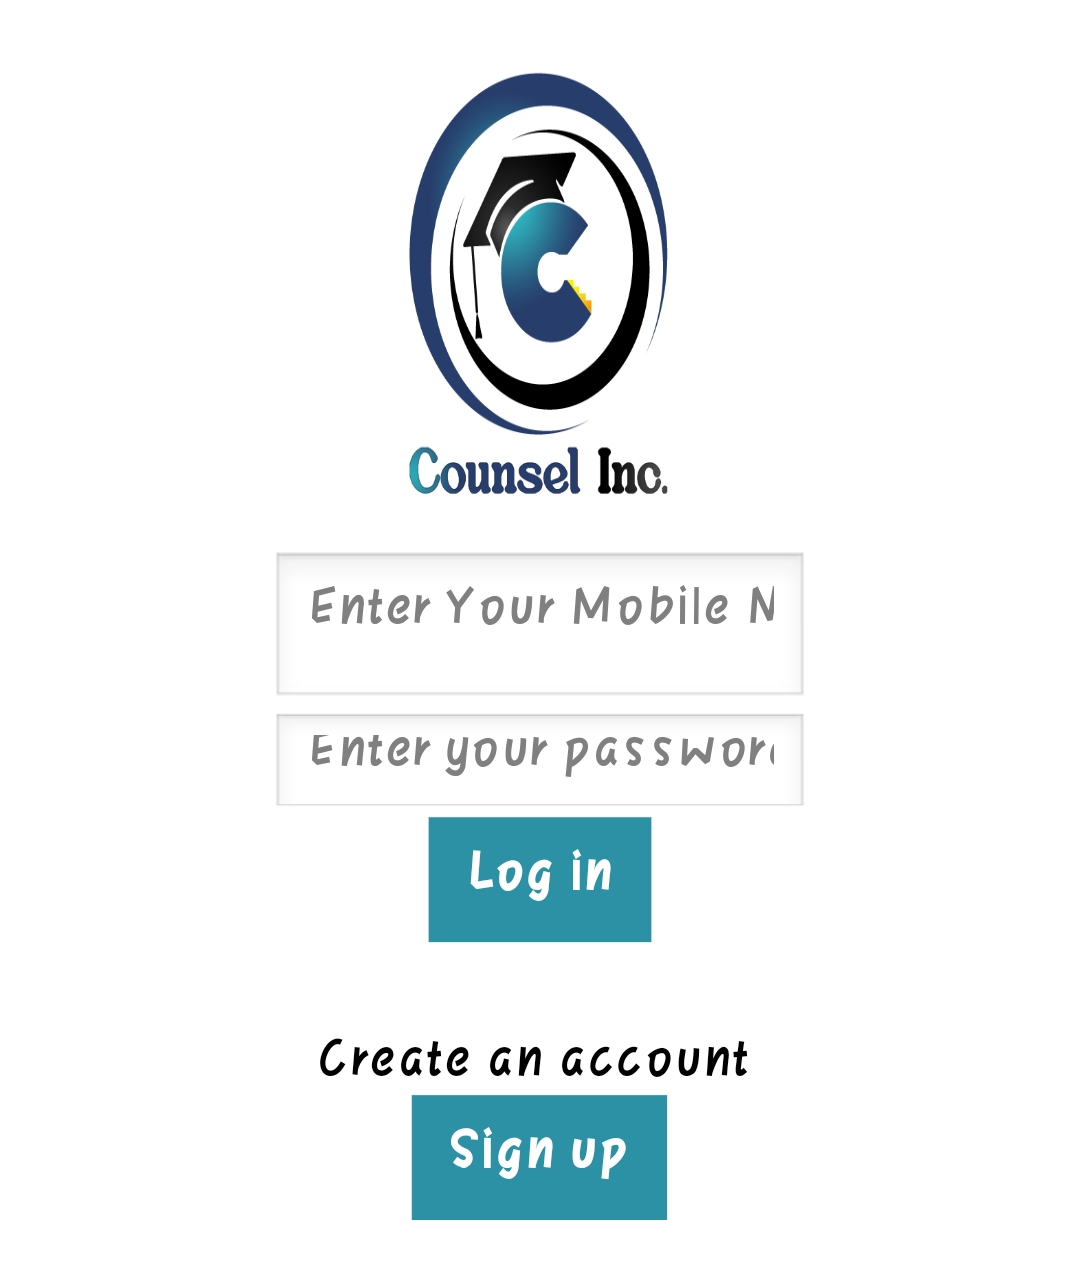 Counsel Inc.
Enter Your Mobile N
Enter your passwor
Log in
Create an account
Sign up